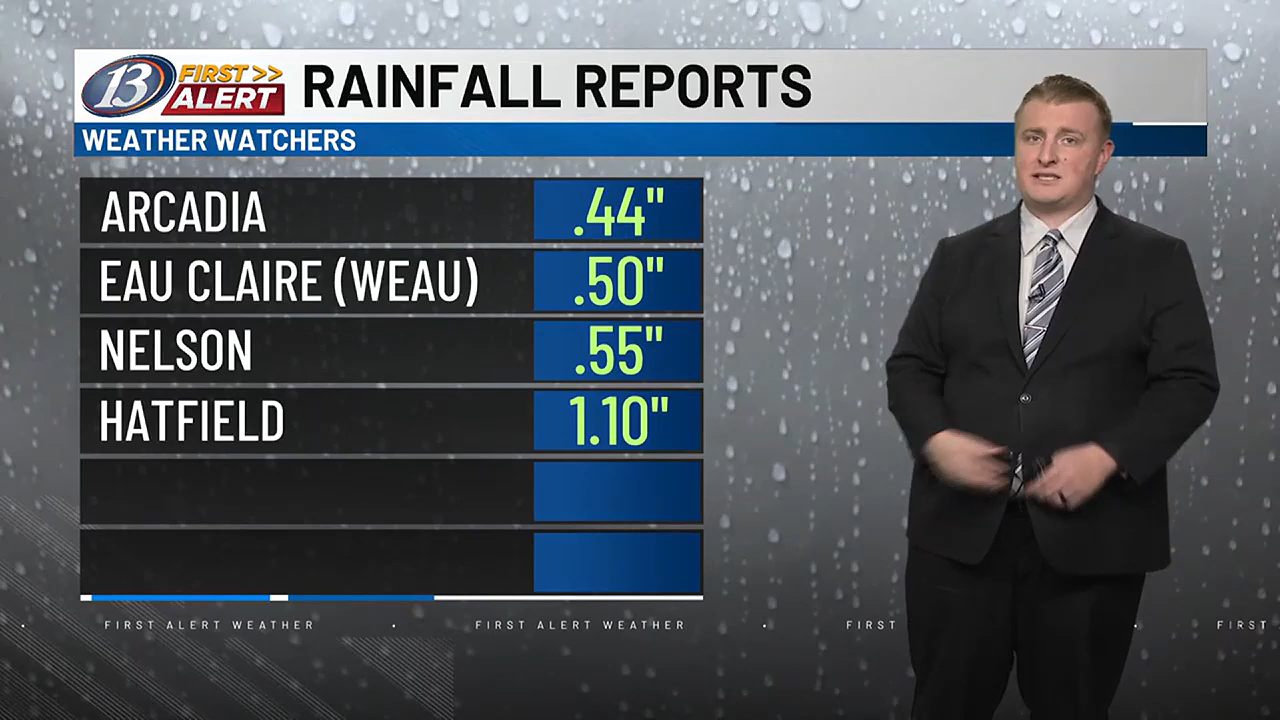 13 FIRST >> ALERT
RAINFALL REPORTS
WEATHER WATCHERS
ARCADIA .44"
EAU CLAIRE (WEAU) .50"
NELSON .55"
HATFIELD 1.10"
FIRST ALERT WEATHER FIRST ALERT WEATHER FIRST FIRST